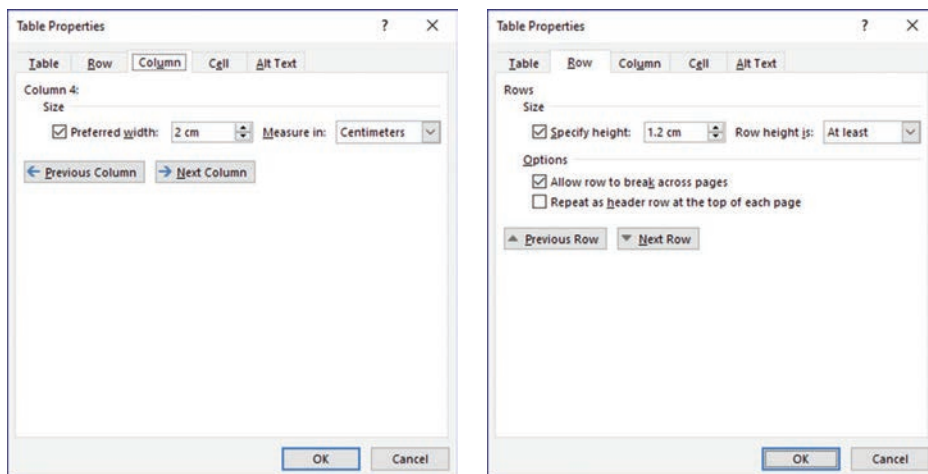 Table Properties ? ×
Table Row Column Cell Alt Text
Column 4:
Size
Preferred width: 2 cm Measure in: Centimeters
Previous Column Next Column
OK Cancel
Table Properties ? ×
Table Row Column Cell Alt Text
Rows
Size
Specify height: 1.2 cm Row height is: At least
Options
Allow row to break across pages
Repeat as header row at the top of each page
Previous Row Next Row
OK Cancel